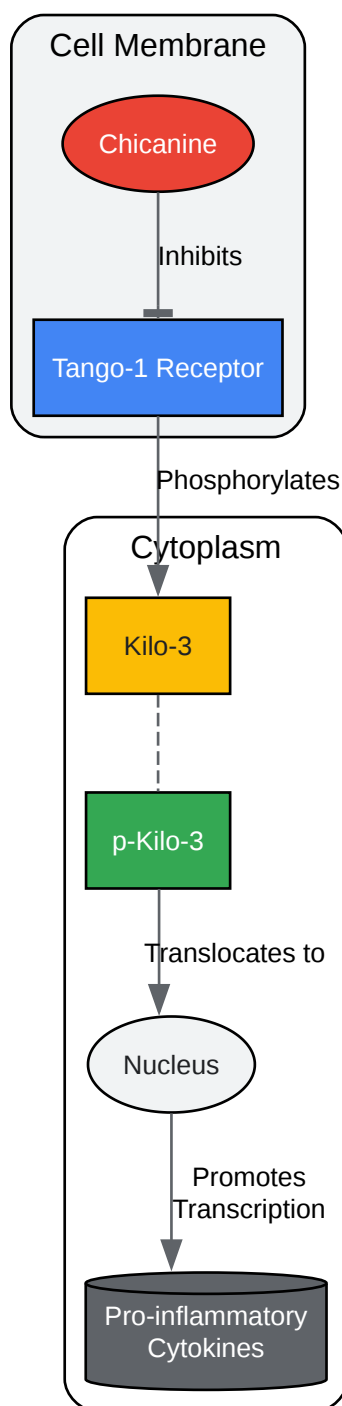 Cell Membrane
Chicanine
Inhibits
Tango-1 Receptor
Phosphorylates
Cytoplasm
Kilo-3
p-Kilo-3
Translocates to
Nucleus
Promotes
Transcription
Pro-inflammatory
Cytokines